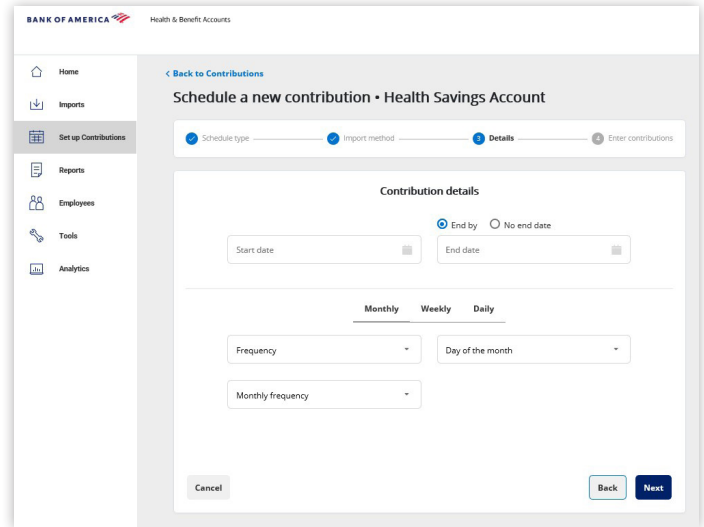 BANK OF AMERICA
Health & Benefit Accounts
Home
Imports
Set up Contributions
Reports
Employees
Tools
Analytics
< Back to Contributions
Schedule a new contribution • Health Savings Account
Schedule type
Import method
3 Details
4 Enter contributions
Contribution details
End by
No end date
Start date
End date
Monthly Weekly Daily
Frequency
Day of the month
Monthly frequency
Cancel
Back
Next